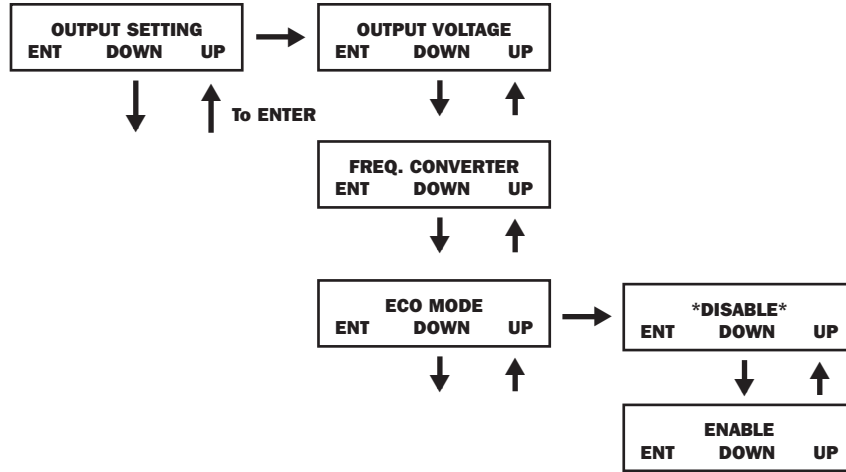 OUTPUT SETTING
ENT DOWN UP
OUTPUT VOLTAGE
ENT DOWN UP
To ENTER
FREQ. CONVERTER
ENT DOWN UP
ECO MODE
ENT DOWN UP
*DISABLE*
ENT DOWN UP
ENABLE
ENT DOWN UP